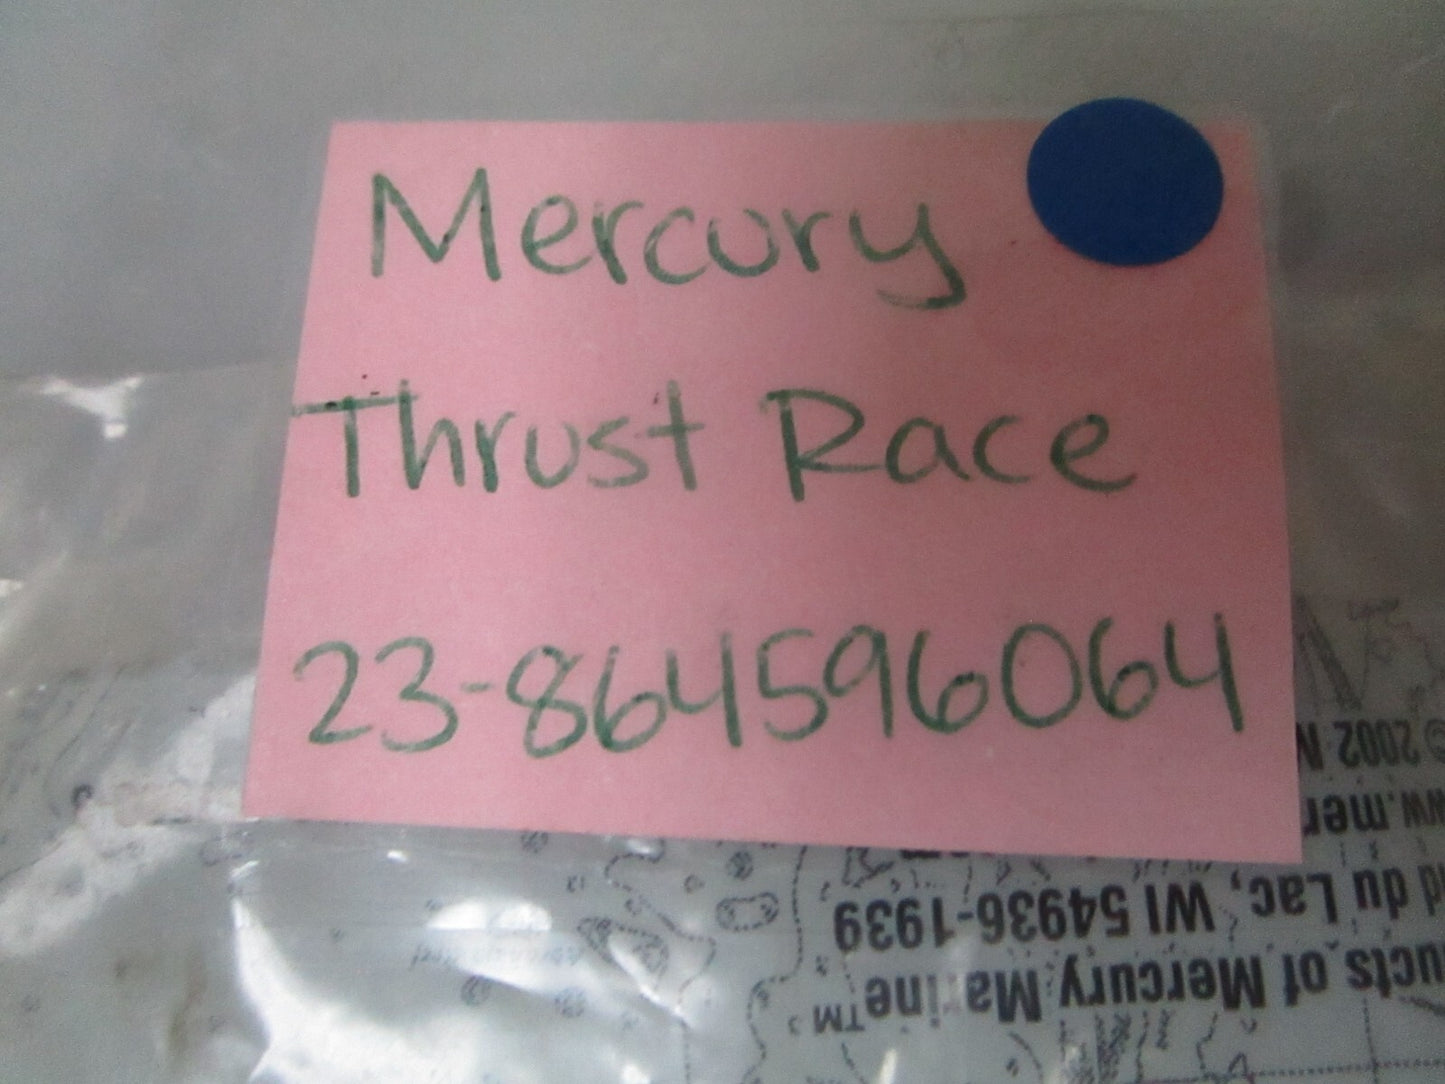 Mercury
Thrust Race
23-864596064
ucts of Mercury Marine™
d du Lac, WI 54936-1939
ww.mer
© 2002 M